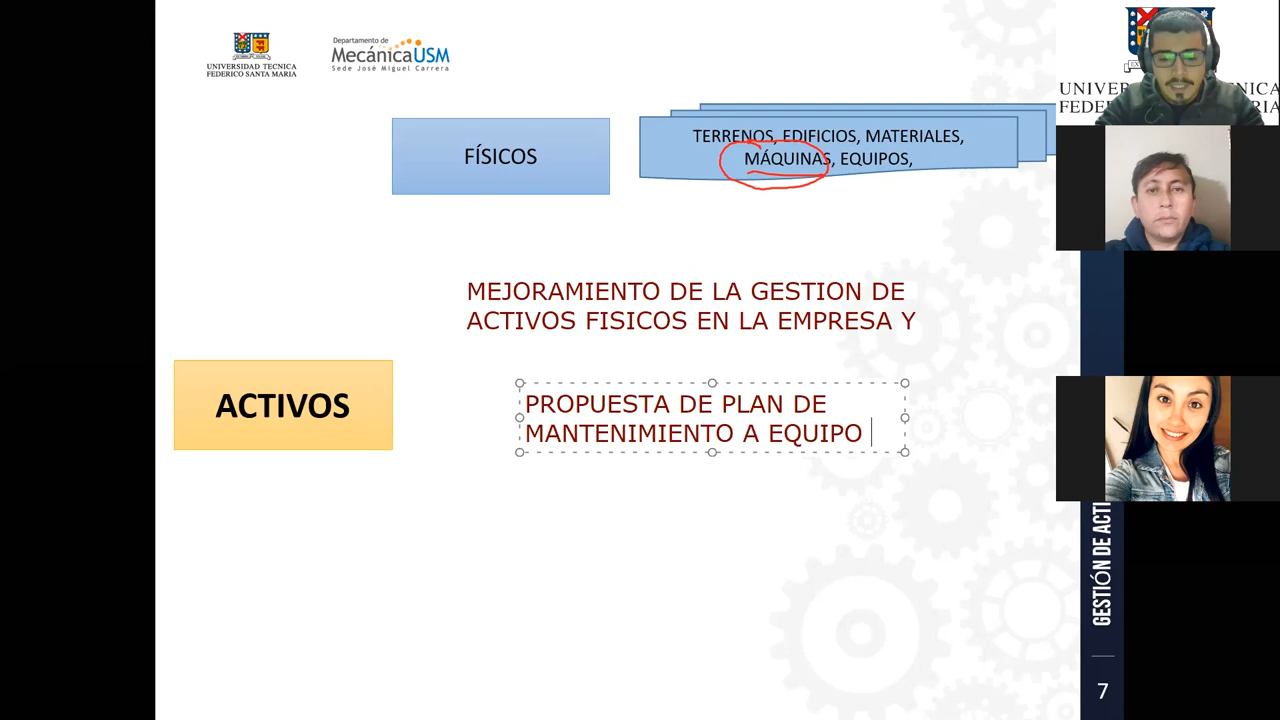 UNIVERSIDAD TECNICA
FEDERICO SANTA MARIA
Departamento de
MecánicaUSM
Sede José Miguel Carrera
FÍSICOS
TERRENOS, EDIFICIOS, MATERIALES,
MÁQUINAS, EQUIPOS,
MEJORAMIENTO DE LA GESTION DE
ACTIVOS FISICOS EN LA EMPRESA Y
ACTIVOS
PROPUESTA DE PLAN DE
MANTENIMIENTO A EQUIPO
GESTIÓN DE ACTI
7